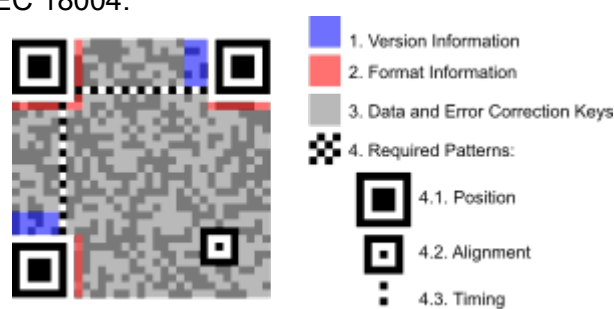 EC 18004.
1. Version Information
2. Format Information
3. Data and Error Correction Keys
4. Required Patterns:
4.1. Position
4.2. Alignment
4.3. Timing